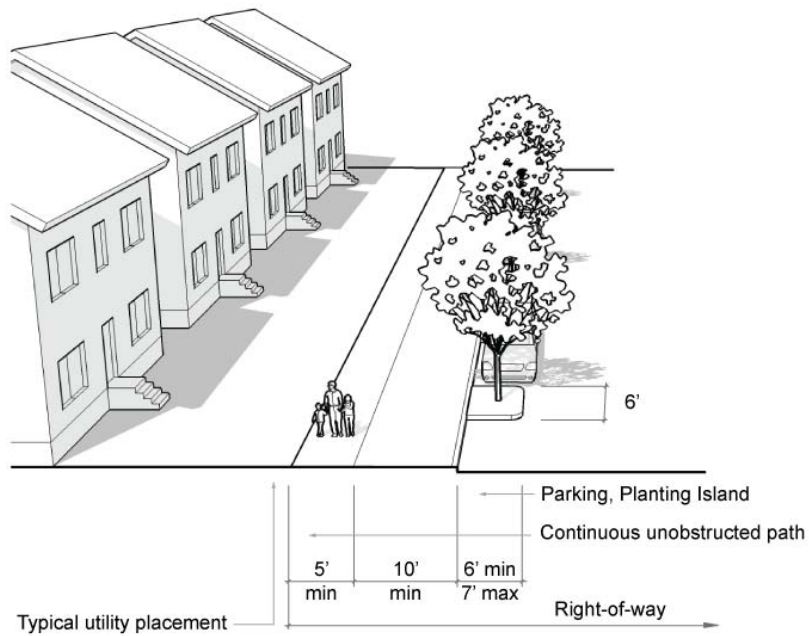 6’
Parking, Planting Island
Continuous unobstructed path
5’ 10’ 6’ min
min min 7’ max
Right-of-way
Typical utility placement